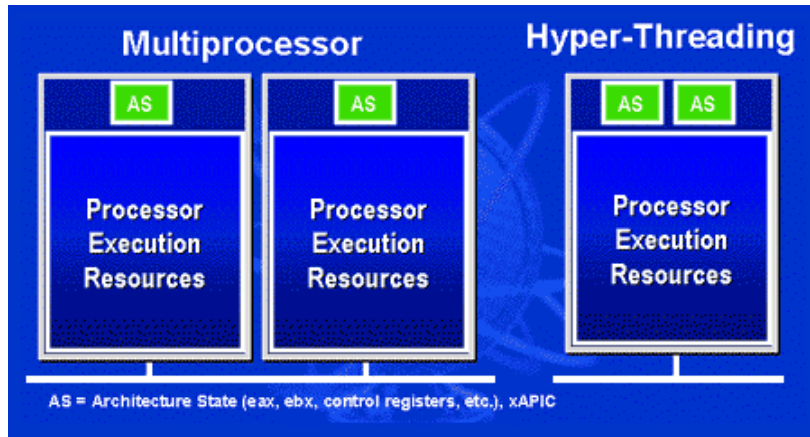 Multiprocessor
Hyper-Threading
AS
AS
AS
AS
Processor
Execution
Resources
Processor
Execution
Resources
Processor
Execution
Resources
AS = Architecture State (eax, ebx, control registers, etc.), xAPIC